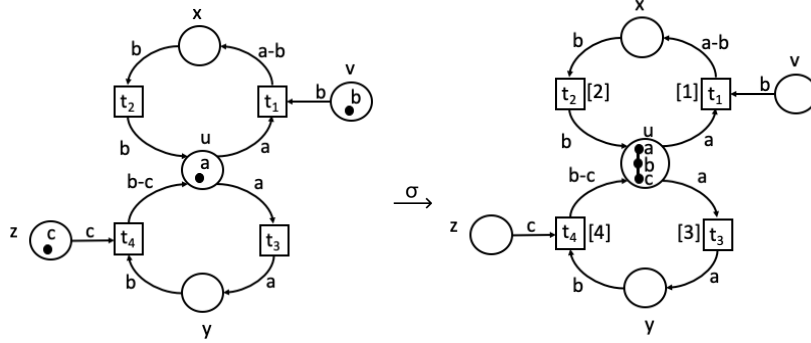 x
b
a-b
v
t₂
t₁
b
b
b
u
a
a
b-c
a
z
c
c
t₄
t₃
b
a
y
σ
x
b
a-b
t₂
[2]
[1]
t₁
b
v
b
u
a
a
b
c
b-c
a
z
c
t₄
[4]
[3]
t₃
b
a
y